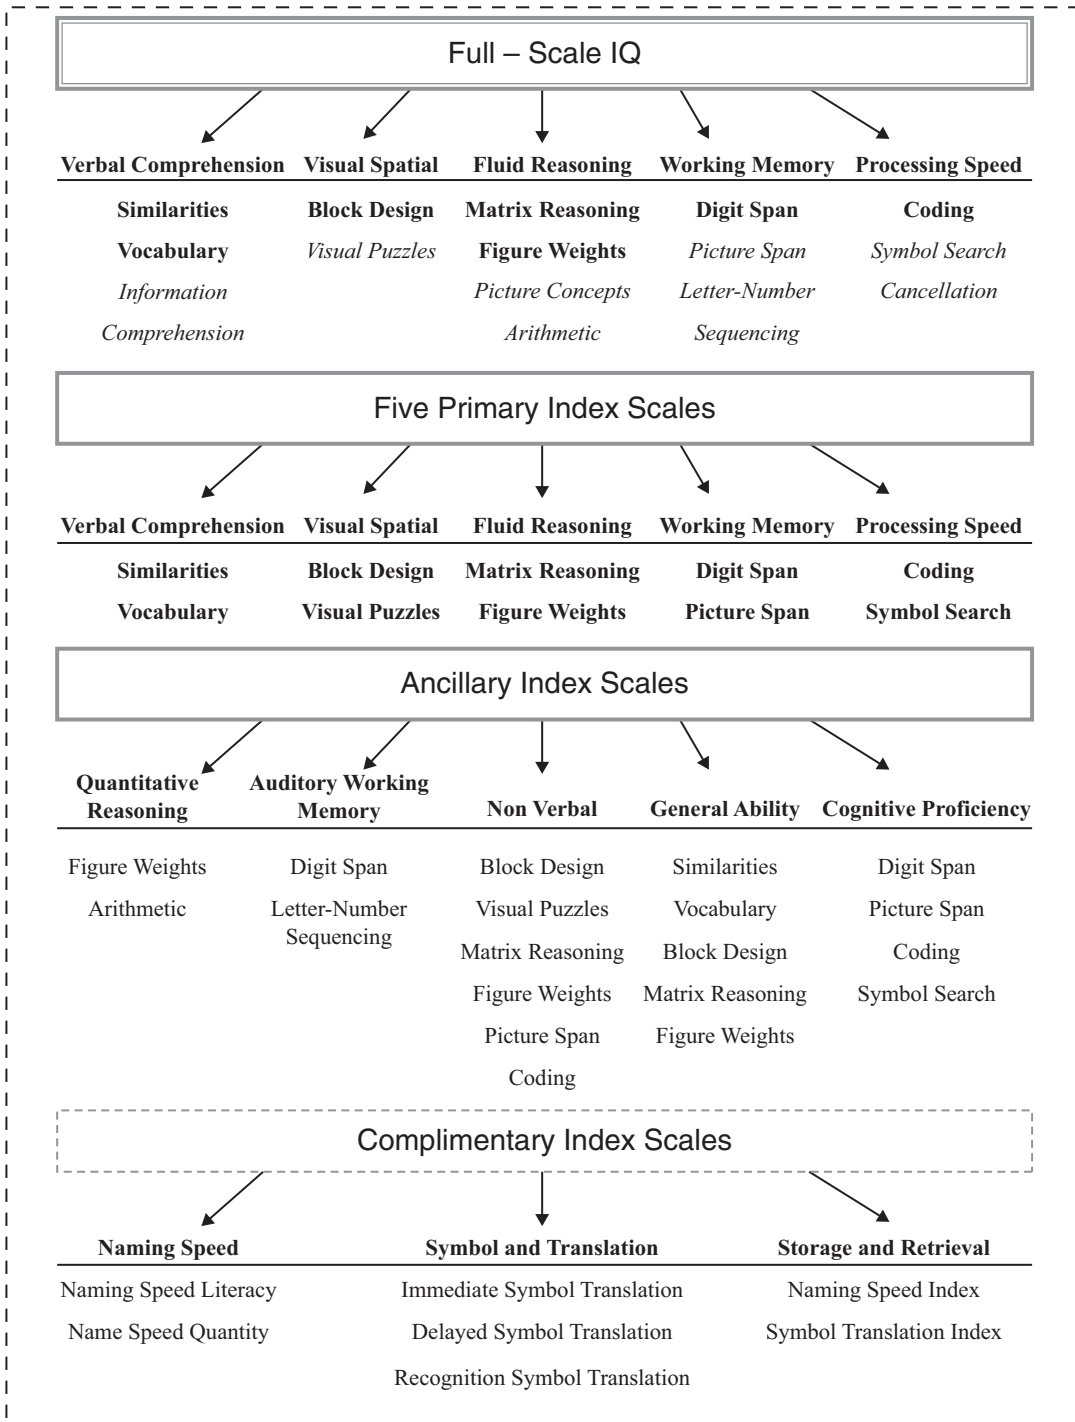 Full – Scale IQ
Verbal Comprehension Visual Spatial Fluid Reasoning Working Memory Processing Speed
Similarities Block Design Matrix Reasoning Digit Span Coding
Vocabulary Visual Puzzles Figure Weights Picture Span Symbol Search
Information Picture Concepts Letter-Number Cancellation
Comprehension Arithmetic Sequencing
Five Primary Index Scales
Verbal Comprehension Visual Spatial Fluid Reasoning Working Memory Processing Speed
Similarities Block Design Matrix Reasoning Digit Span Coding
Vocabulary Visual Puzzles Figure Weights Picture Span Symbol Search
Ancillary Index Scales
Quantitative Auditory Working
Reasoning Memory Non Verbal General Ability Cognitive Proficiency
Figure Weights Digit Span Block Design Similarities Digit Span
Arithmetic Letter-Number Visual Puzzles Vocabulary Picture Span
Sequencing
Matrix Reasoning Block Design Coding
Figure Weights Matrix Reasoning Symbol Search
Picture Span Figure Weights
Coding
Complimentary Index Scales
Naming Speed Symbol and Translation Storage and Retrieval
Naming Speed Literacy Immediate Symbol Translation Naming Speed Index
Name Speed Quantity Delayed Symbol Translation Symbol Translation Index
Recognition Symbol Translation